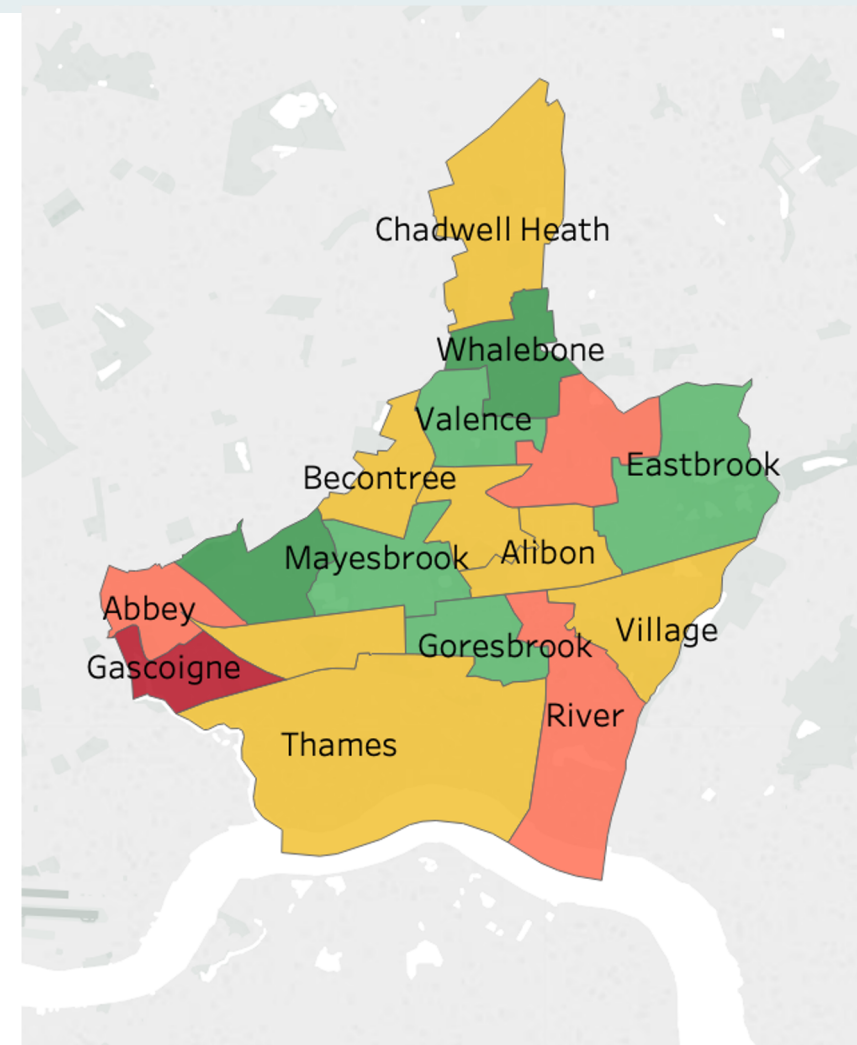 Chadwell Heath
Whalebone
Valence
Eastbrook
Becontree
Alibon
Mayesbrook
Abbey
Village
Goresbrook
Gascoigne
River
Thames